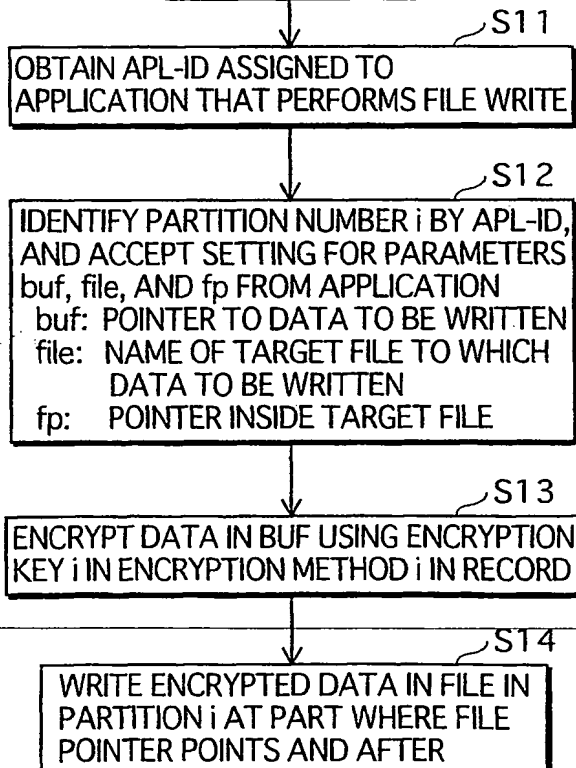 S11
OBTAIN APL-ID ASSIGNED TO
APPLICATION THAT PERFORMS FILE WRITE
S12
IDENTIFY PARTITION NUMBER i BY APL-ID,
AND ACCEPT SETTING FOR PARAMETERS
buf, file, AND fp FROM APPLICATION
buf: POINTER TO DATA TO BE WRITTEN
file: NAME OF TARGET FILE TO WHICH
DATA TO BE WRITTEN
fp: POINTER INSIDE TARGET FILE
S13
ENCRYPT DATA IN BUF USING ENCRYPTION
KEY i IN ENCRYPTION METHOD i IN RECORD
S14
WRITE ENCRYPTED DATA IN FILE IN
PARTITION i AT PART WHERE FILE
POINTER POINTS AND AFTER